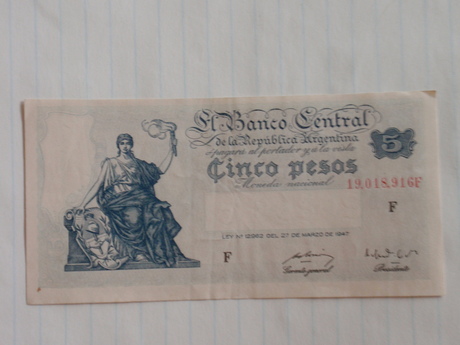 El Banco Central
de la República Argentina
pagará al portador y a la vista
5
Cinco pesos
Moneda nacional
19,018,916F
F
LEY Nº 12962 DEL 27 DE MARZO DE 1947
F
Gerente general
Presidente